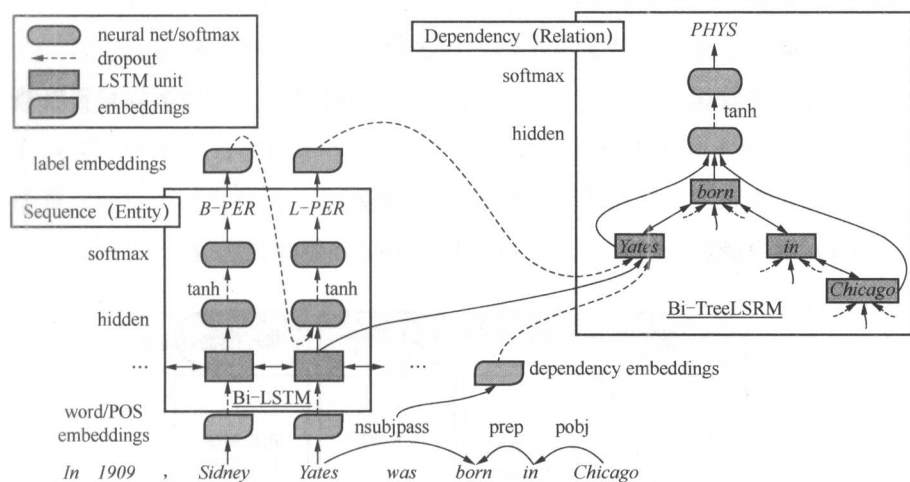 neural net/softmax
dropout
LSTM unit
embeddings
label embeddings
Sequence (Entity)
B-PER
L-PER
softmax
tanh
tanh
hidden
...
...
Bi-LSTM
word/POS
embeddings
In 1909 , Sidney Yates was born in Chicago
nsubjpass
prep
pobj
dependency embeddings
Dependency (Relation)
PHYS
softmax
tanh
hidden
born
Yates
in
Chicago
Bi-TreeLSRM